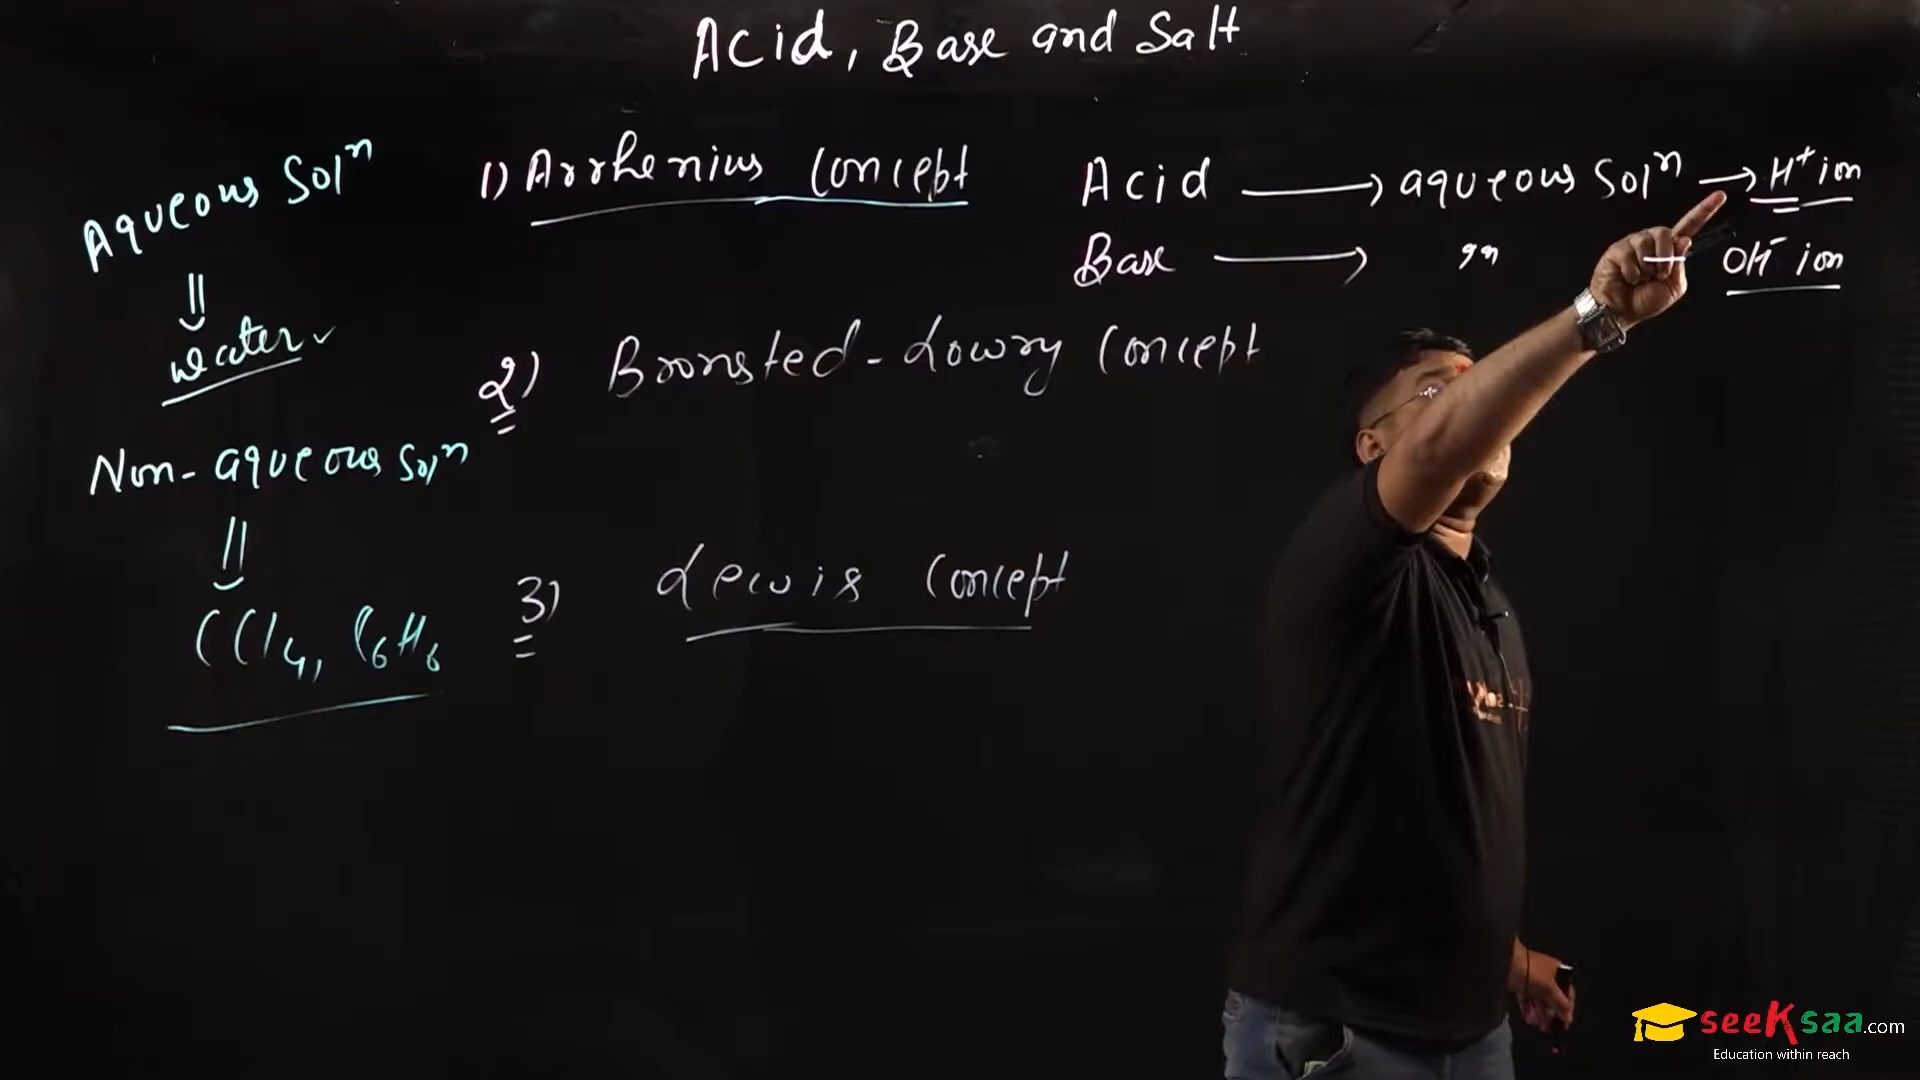 Acid, Base and Salt
Aqueous Solⁿ
water ✓
Non-aqueous Solⁿ
CCl₄, C₆H₆
1) Arrhenius Concept
Acid ⟶ aqueous Solⁿ → H⁺ ion
Base ⟶ " OH⁻ ion
2) Bronsted-Lowry Concept
3) Lewis Concept
seeKsaa.com
Education within reach